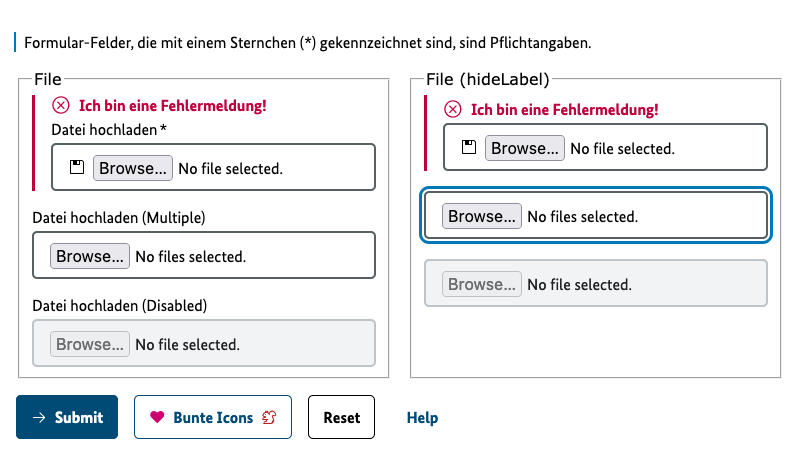 Formular-Felder, die mit einem Sternchen (*) gekennzeichnet sind, sind Pflichtangaben.
File
Ich bin eine Fehlermeldung!
Datei hochladen*
Browse... No file selected.
Datei hochladen (Multiple)
Browse... No files selected.
Datei hochladen (Disabled)
Browse... No file selected.
File (hideLabel)
Ich bin eine Fehlermeldung!
Browse... No file selected.
Browse... No files selected.
Browse... No file selected.
Submit
Bunte Icons
Reset
Help